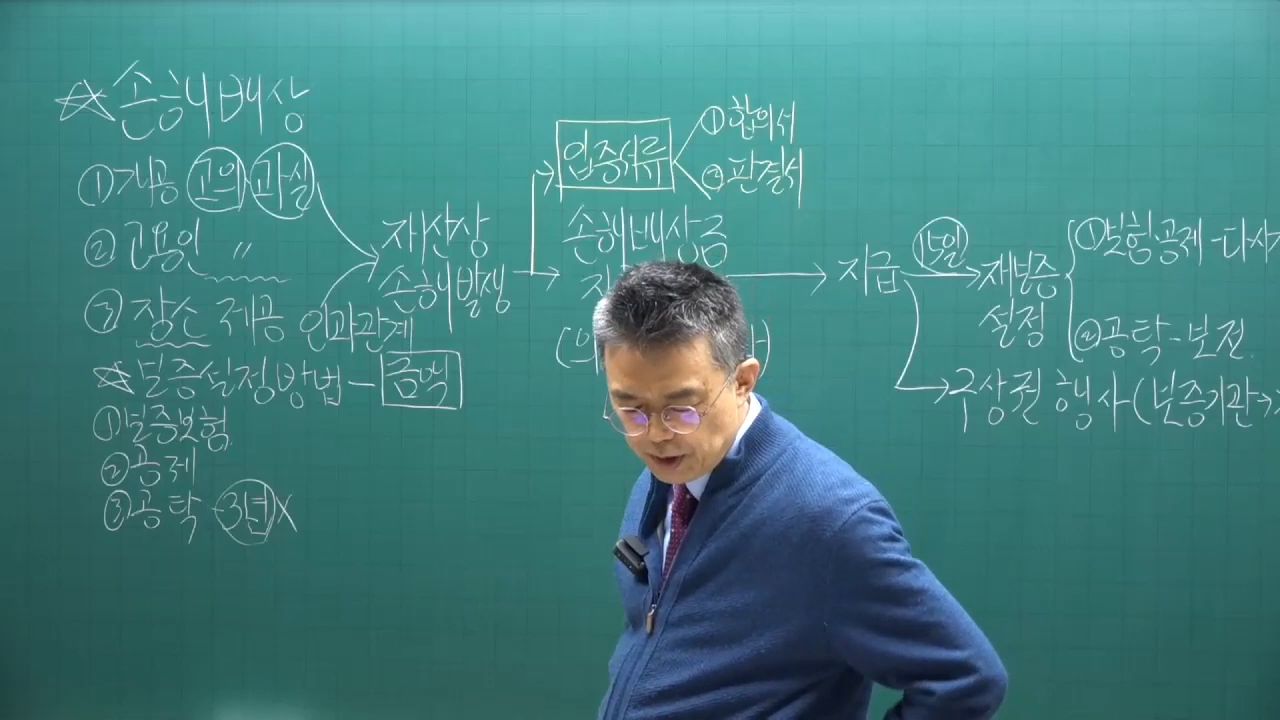 ☆손해배상
①개공 고의·과실
②고용인 〃
③장소 제공 인과관계
☆보증설정방법-금액
①보증보험
②공제
③공탁-3년X
재산상
손해발생
입증서류
①합의서
②판결서
손해배상금
지급
15일
재보증
설정
①보험·공제-다시
②공탁-보전
구상권 행사(보증기관→